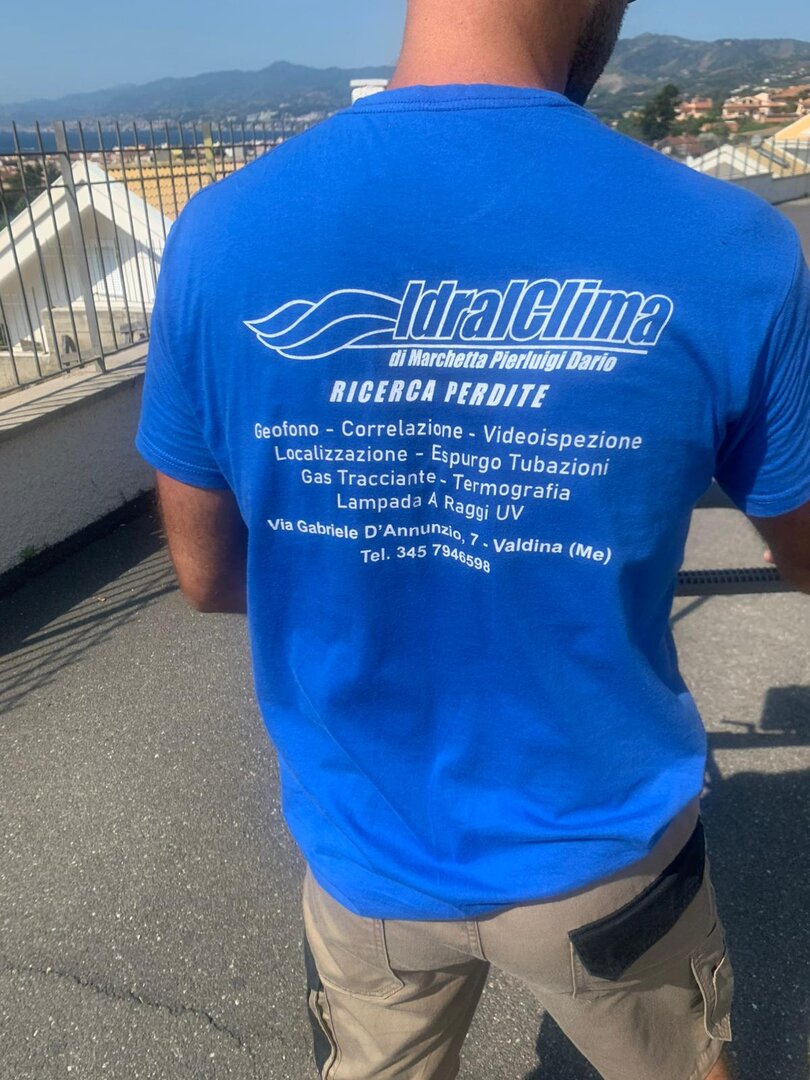 IdralClima
di Marchetta Pierluigi Dario
RICERCA PERDITE
Geofono - Correlazione - Videoispezione
Localizzazione - Espurgo Tubazioni
Gas Tracciante - Termografia
Lampada A Raggi UV
Via Gabriele D'Annunzio, 7 - Valdina (Me)
Tel. 345 7946598